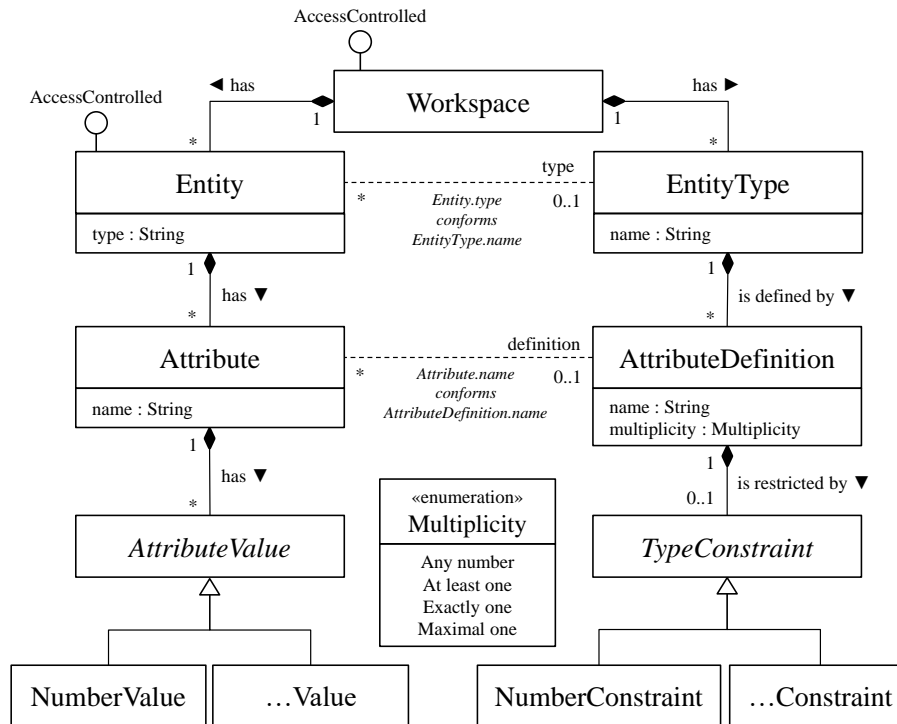 AccessControlled
◄ has
Workspace
has ►
1
1
AccessControlled
*
*
Entity
type : String
type
*
0..1
Entity.type
conforms
EntityType.name
EntityType
name : String
1
has ▼
*
1
is defined by ▼
*
Attribute
name : String
definition
*
0..1
Attribute.name
conforms
AttributeDefinition.name
AttributeDefinition
name : String
multiplicity : Multiplicity
1
has ▼
*
1
is restricted by ▼
0..1
AttributeValue
«enumeration»
Multiplicity
Any number
At least one
Exactly one
Maximal one
TypeConstraint
NumberValue
…Value
NumberConstraint
…Constraint